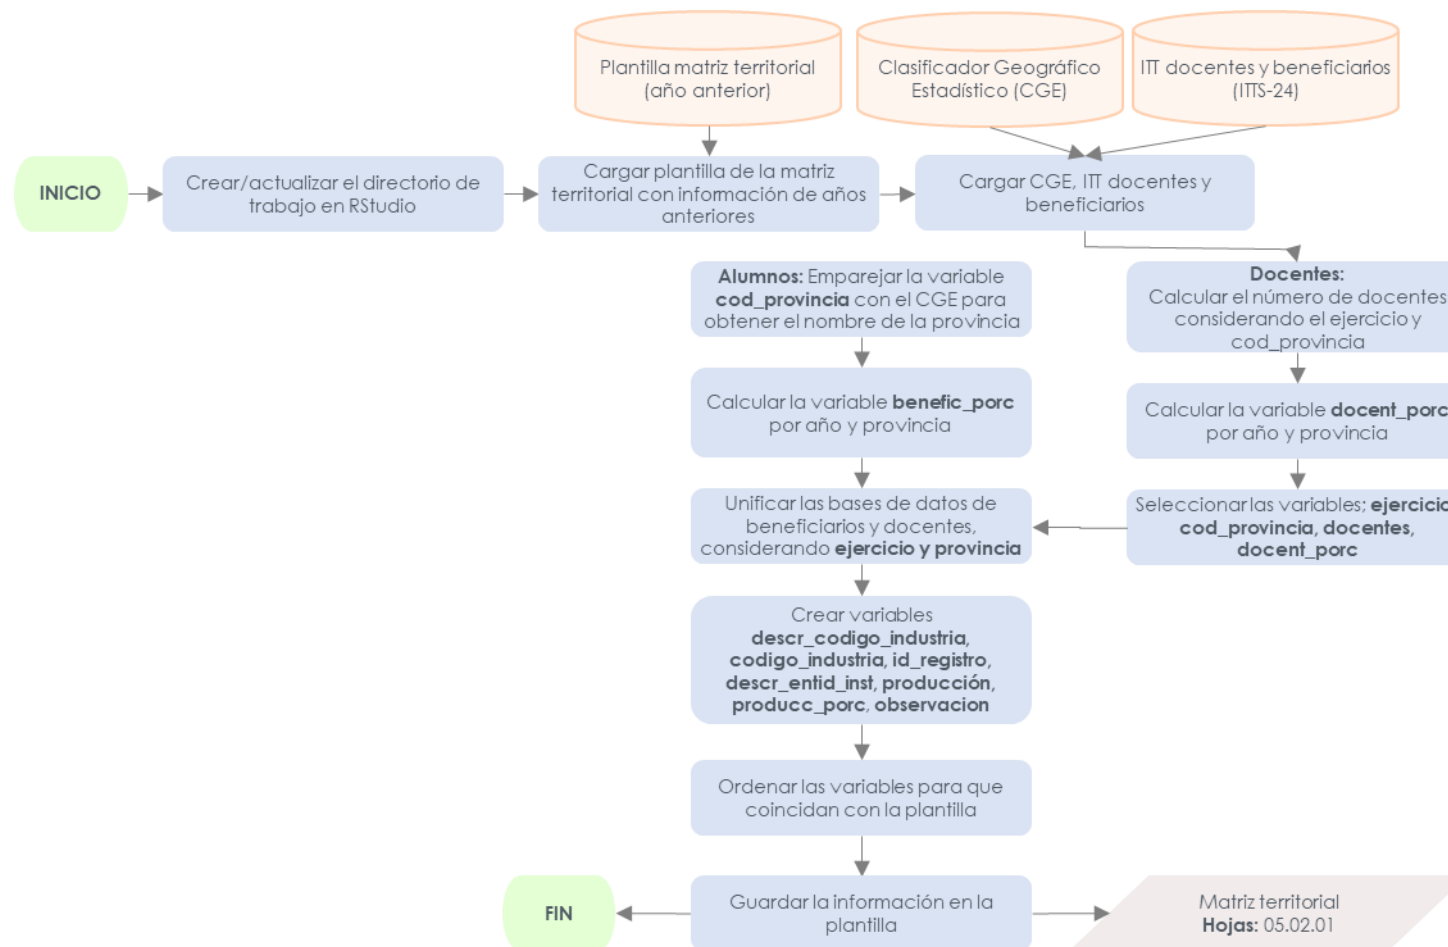 Plantilla matriz territorial
(año anterior)
Clasificador Geográfico
Estadístico (CGE)
ITT docentes y beneficiarios
(ITTS-24)
INICIO
Crear/actualizar el directorio de
trabajo en RStudio
Cargar plantilla de la matriz
territorial con información de años
anteriores
Cargar CGE, ITT docentes y
beneficiarios
Alumnos: Emparejar la variable
cod_provincia con el CGE para
obtener el nombre de la provincia
Docentes:
Calcular el número de docentes
considerando el ejercicio y
cod_provincia
Calcular la variable benefic_porc
por año y provincia
Calcular la variable docent_porc
por año y provincia
Unificar las bases de datos de
beneficiarios y docentes,
considerando ejercicio y provincia
Seleccionar las variables; ejercicio
cod_provincia, docentes,
docent_porc
Crear variables
descr_codigo_industria,
codigo_industria, id_registro,
descr_entid_inst, producción,
producc_porc, observacion
Ordenar las variables para que
coincidan con la plantilla
FIN
Guardar la información en la
plantilla
Matriz territorial
Hojas: 05.02.01